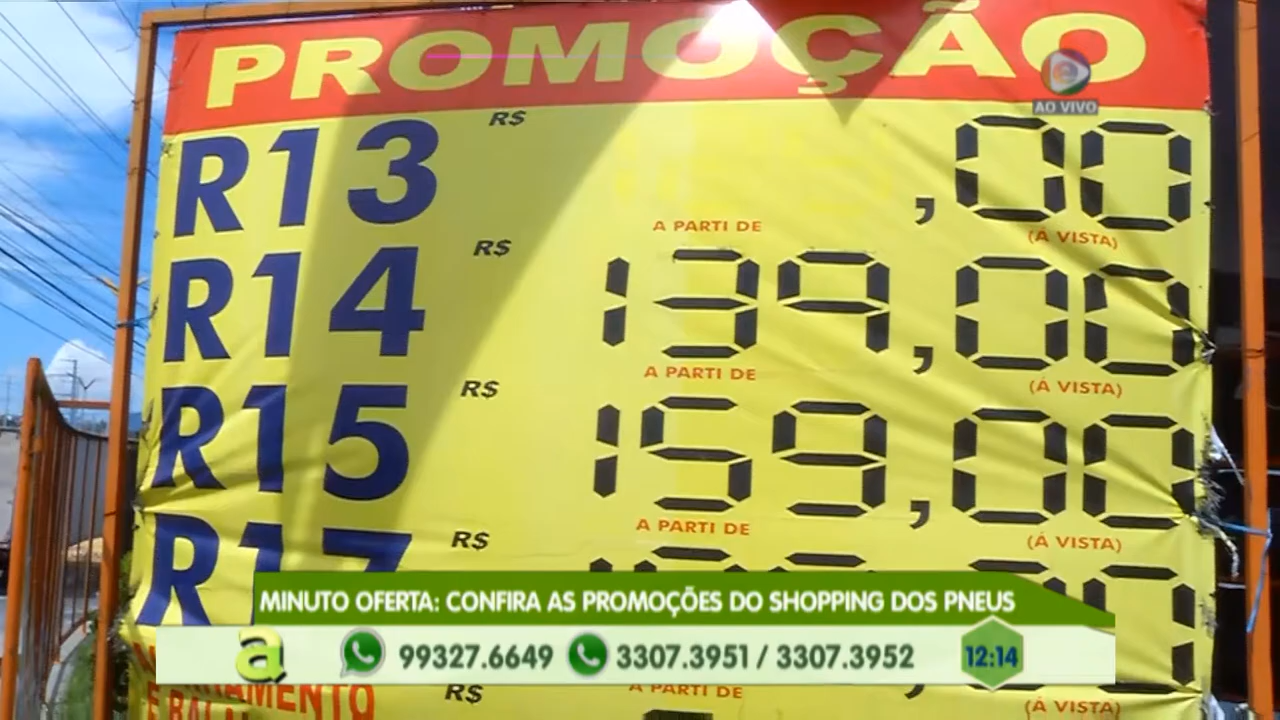 PROMOÇÃO
AO VIVO
R13 R$ ,00
A PARTI DE (Á VISTA)
R14 R$ 139,00
A PARTI DE (Á VISTA)
R15 R$ 159,00
A PARTI DE (Á VISTA)
R17 R$
MINUTO OFERTA: CONFIRA AS PROMOÇÕES DO SHOPPING DOS PNEUS
a 99327.6649 3307.3951 / 3307.3952 12:14
R$ A PARTI DE (Á VISTA)